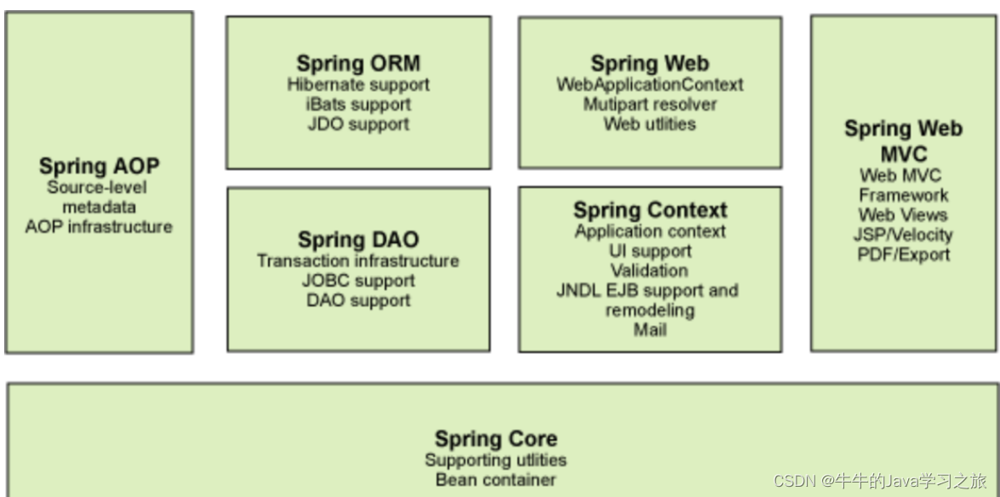 Spring AOP
Source-level
metadata
AOP infrastructure
Spring ORM
Hibernate support
iBats support
JDO support
Spring Web
WebApplicationContext
Mutipart resolver
Web utlities
Spring Web
MVC
Web MVC
Framework
Web Views
JSP/Velocity
PDF/Export
Spring DAO
Transaction infrastructure
JOBC support
DAO support
Spring Context
Application context
UI support
Validation
JNDL EJB support and
remodeling
Mail
Spring Core
Supporting utlities
Bean container
CSDN @牛牛的Java学习之旅